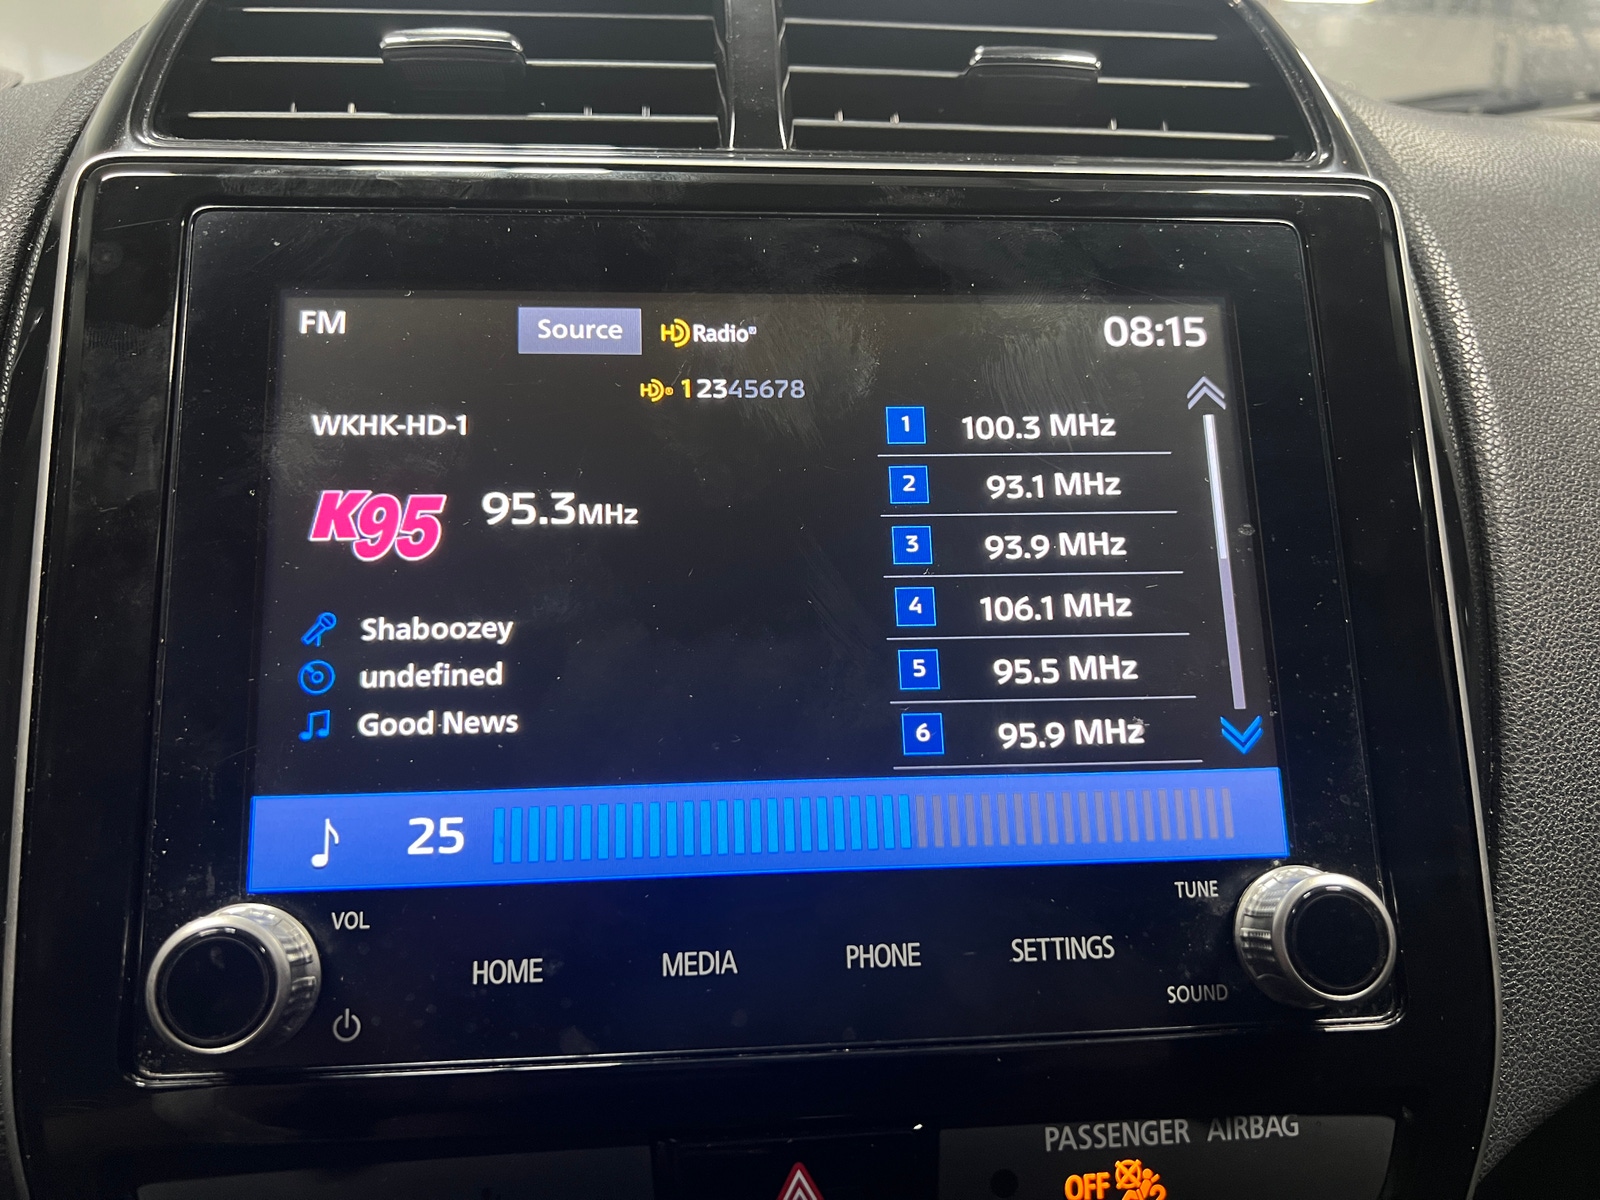 FM
Source
HD Radio®
08:15
HD® 12345678
WKHK-HD-1
K95
95.3MHz
Shaboozey
undefined
Good News
1 100.3 MHz
2 93.1 MHz
3 93.9 MHz
4 106.1 MHz
5 95.5 MHz
6 95.9 MHz
25
VOL
TUNE
HOME
MEDIA
PHONE
SETTINGS
SOUND
PASSENGER AIRBAG
OFF
2